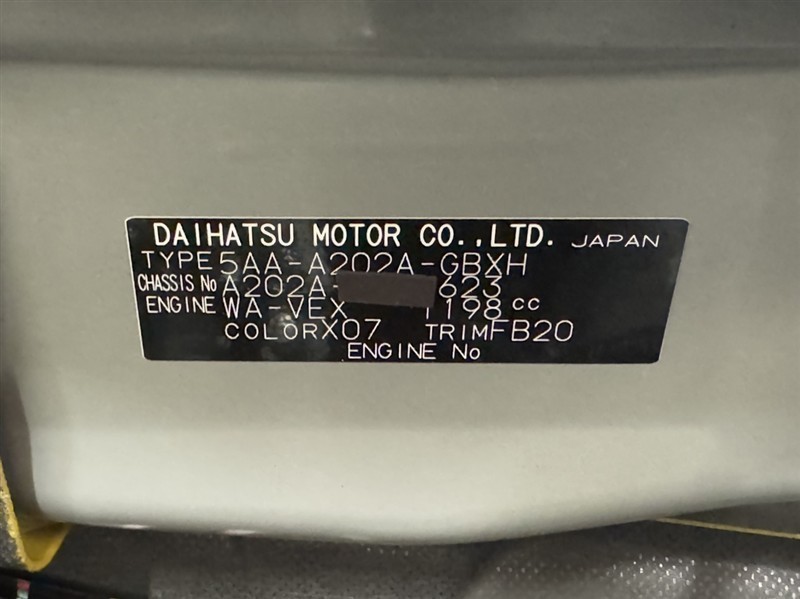 DAIHATSU MOTOR CO.,LTD. JAPAN
TYPE 5AA-A202A-GBXH
CHASSIS No A202A- 623
ENGINE WA-VEX 1198 CC
COLOR X07 TRIM FB20
ENGINE No